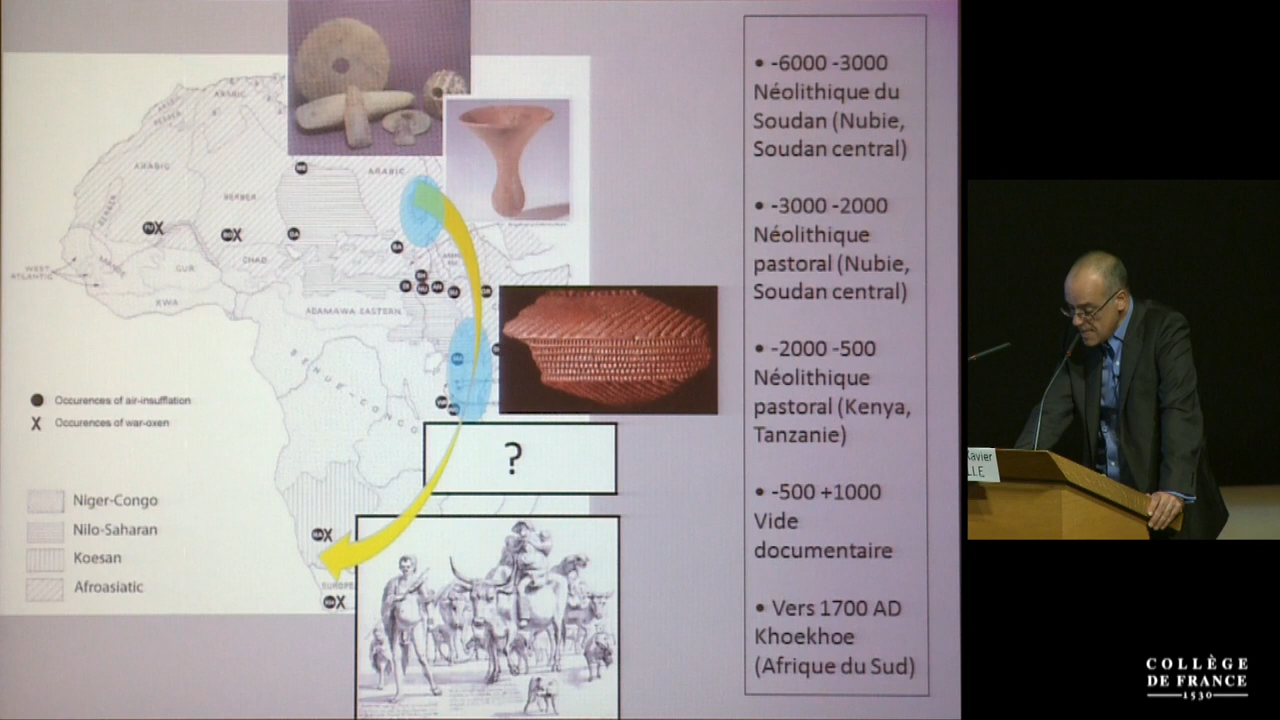 ARABIC
BERBER
ARABIC
BERBER
ARABIC
BERBER
CHAD
GUR
KWA
WEST
ATLANTIC
ADAMAWA EASTERN
BENUE CONGO
● Occurences of air-insufflation
X Occurences of war-oxen
Niger-Congo
Nilo-Saharan
Koesan
Afroasiatic
?
• -6000 -3000
Néolithique du
Soudan (Nubie,
Soudan central)
• -3000 -2000
Néolithique
pastoral (Nubie,
Soudan central)
• -2000 -500
Néolithique
pastoral (Kenya,
Tanzanie)
• -500 +1000
Vide
documentaire
• Vers 1700 AD
Khoekhoe
(Afrique du Sud)
COLLÈGE
DE FRANCE
1530